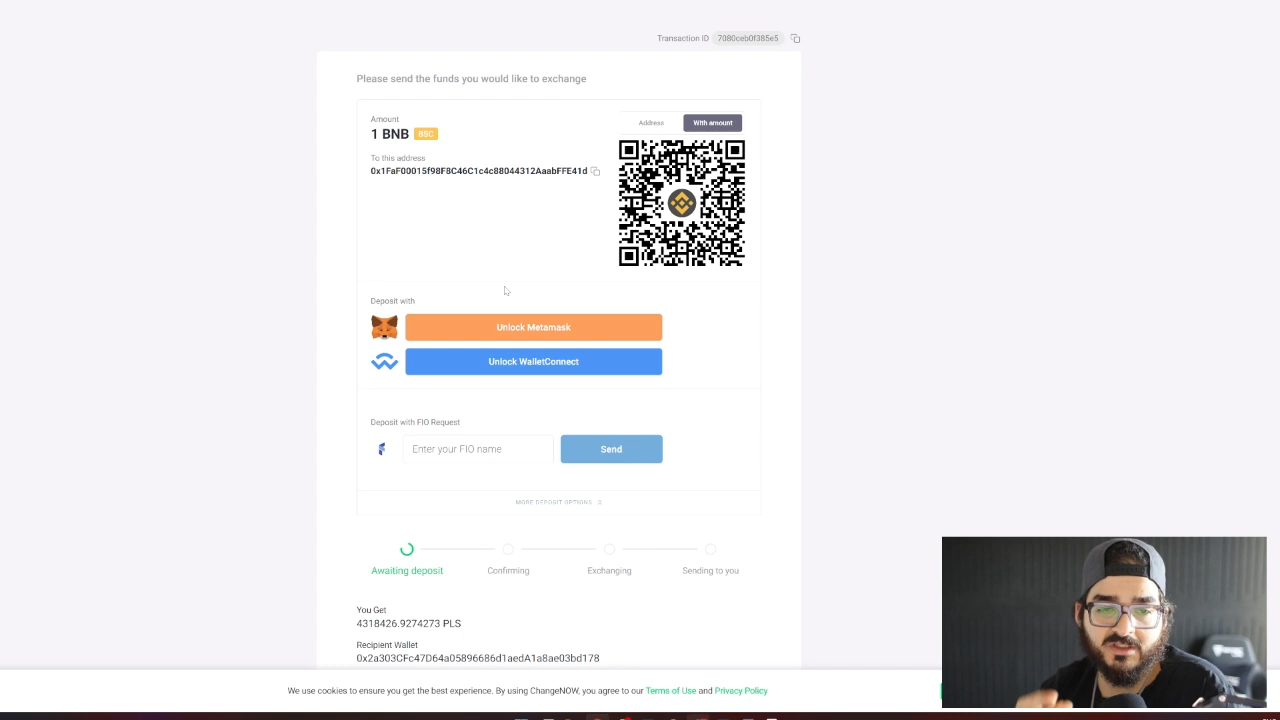 Transaction ID 7080ceb0f385e5
Please send the funds you would like to exchange
Amount
1 BNB BSC
To this address
0x1FaF00015f98F8C46C1c4c88044312AaabFFE41d
Address With amount
Deposit with
Unlock Metamask
Unlock WalletConnect
Deposit with FIO Request
Enter your FIO name Send
MORE DEPOSIT OPTIONS
Awaiting deposit Confirming Exchanging Sending to you
You Get
4318426.9274273 PLS
Recipient Wallet
0x2a303CFc47D64a05896686d1aedA1a8ae03bd178
We use cookies to ensure you get the best experience. By using ChangeNOW, you agree to our Terms of Use and Privacy Policy